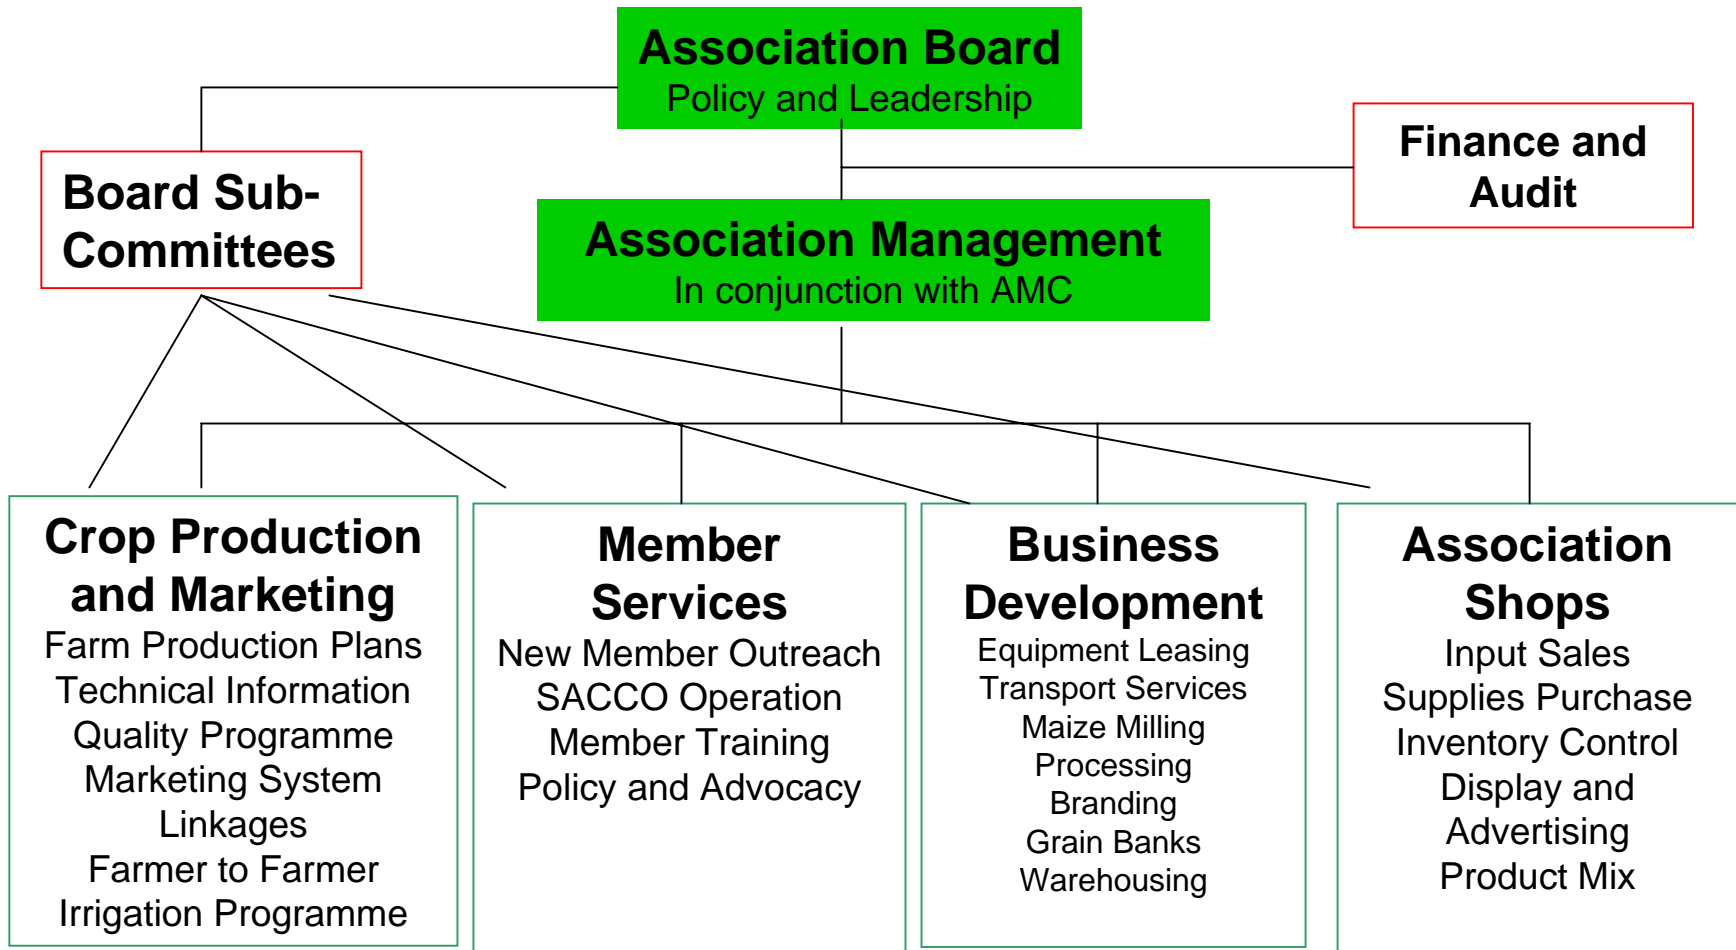 Association Board
Policy and Leadership
Finance and
Audit
Board Sub-
Committees
Association Management
In conjunction with AMC
Crop Production
and Marketing
Farm Production Plans
Technical Information
Quality Programme
Marketing System
Linkages
Farmer to Farmer
Irrigation Programme
Member
Services
New Member Outreach
SACCO Operation
Member Training
Policy and Advocacy
Business
Development
Equipment Leasing
Transport Services
Maize Milling
Processing
Branding
Grain Banks
Warehousing
Association
Shops
Input Sales
Supplies Purchase
Inventory Control
Display and
Advertising
Product Mix